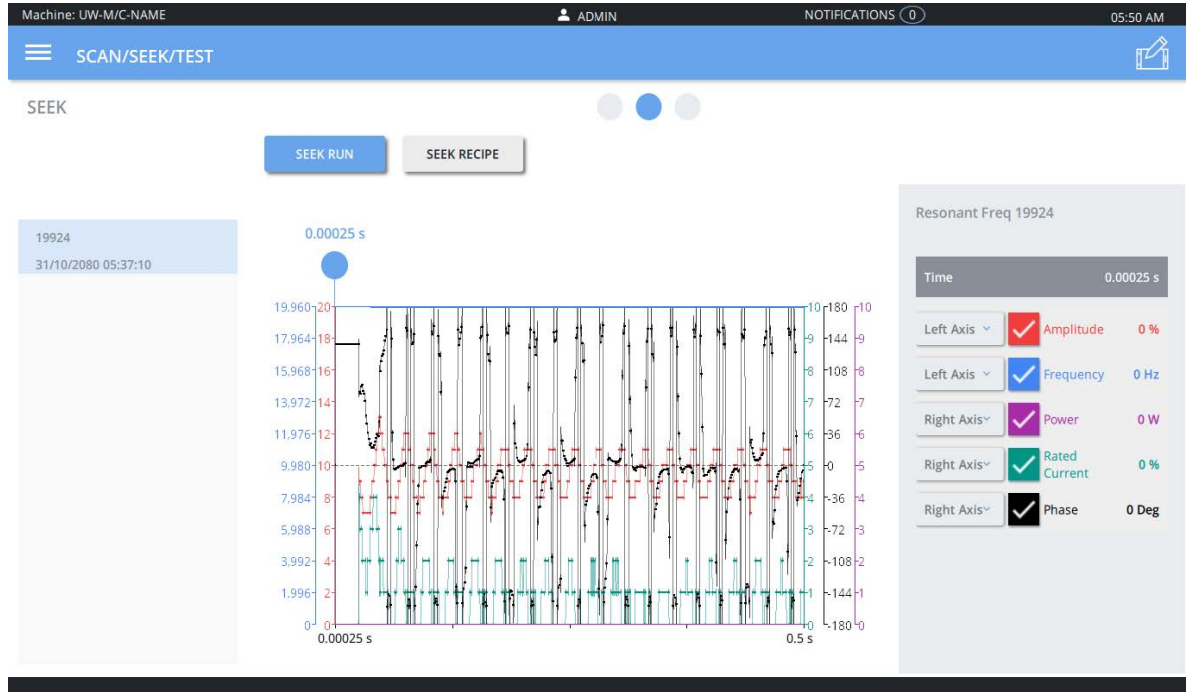 Machine: UW-M/C-NAME
ADMIN
NOTIFICATIONS 0
05:50 AM
SCAN/SEEK/TEST
SEEK
SEEK RUN
SEEK RECIPE
19924
31/10/2080 05:37:10
0.00025 s
19,960 20 10 180 10
17,964 18 9 144 9
15,968 16 8 108 8
13,972 14 7 72 7
11,976 12 6 36 6
9,980 10 5 0 5
7,984 8 4 -36 4
5,988 6 3 -72 3
3,992 4 2 -108 2
1,996 2 1 -144 1
0 0 0 -180 0
0.00025 s 0.5 s
Resonant Freq 19924
Time 0.00025 s
Left Axis Amplitude 0 %
Left Axis Frequency 0 Hz
Right Axis Power 0 W
Right Axis Rated Current 0 %
Right Axis Phase 0 Deg